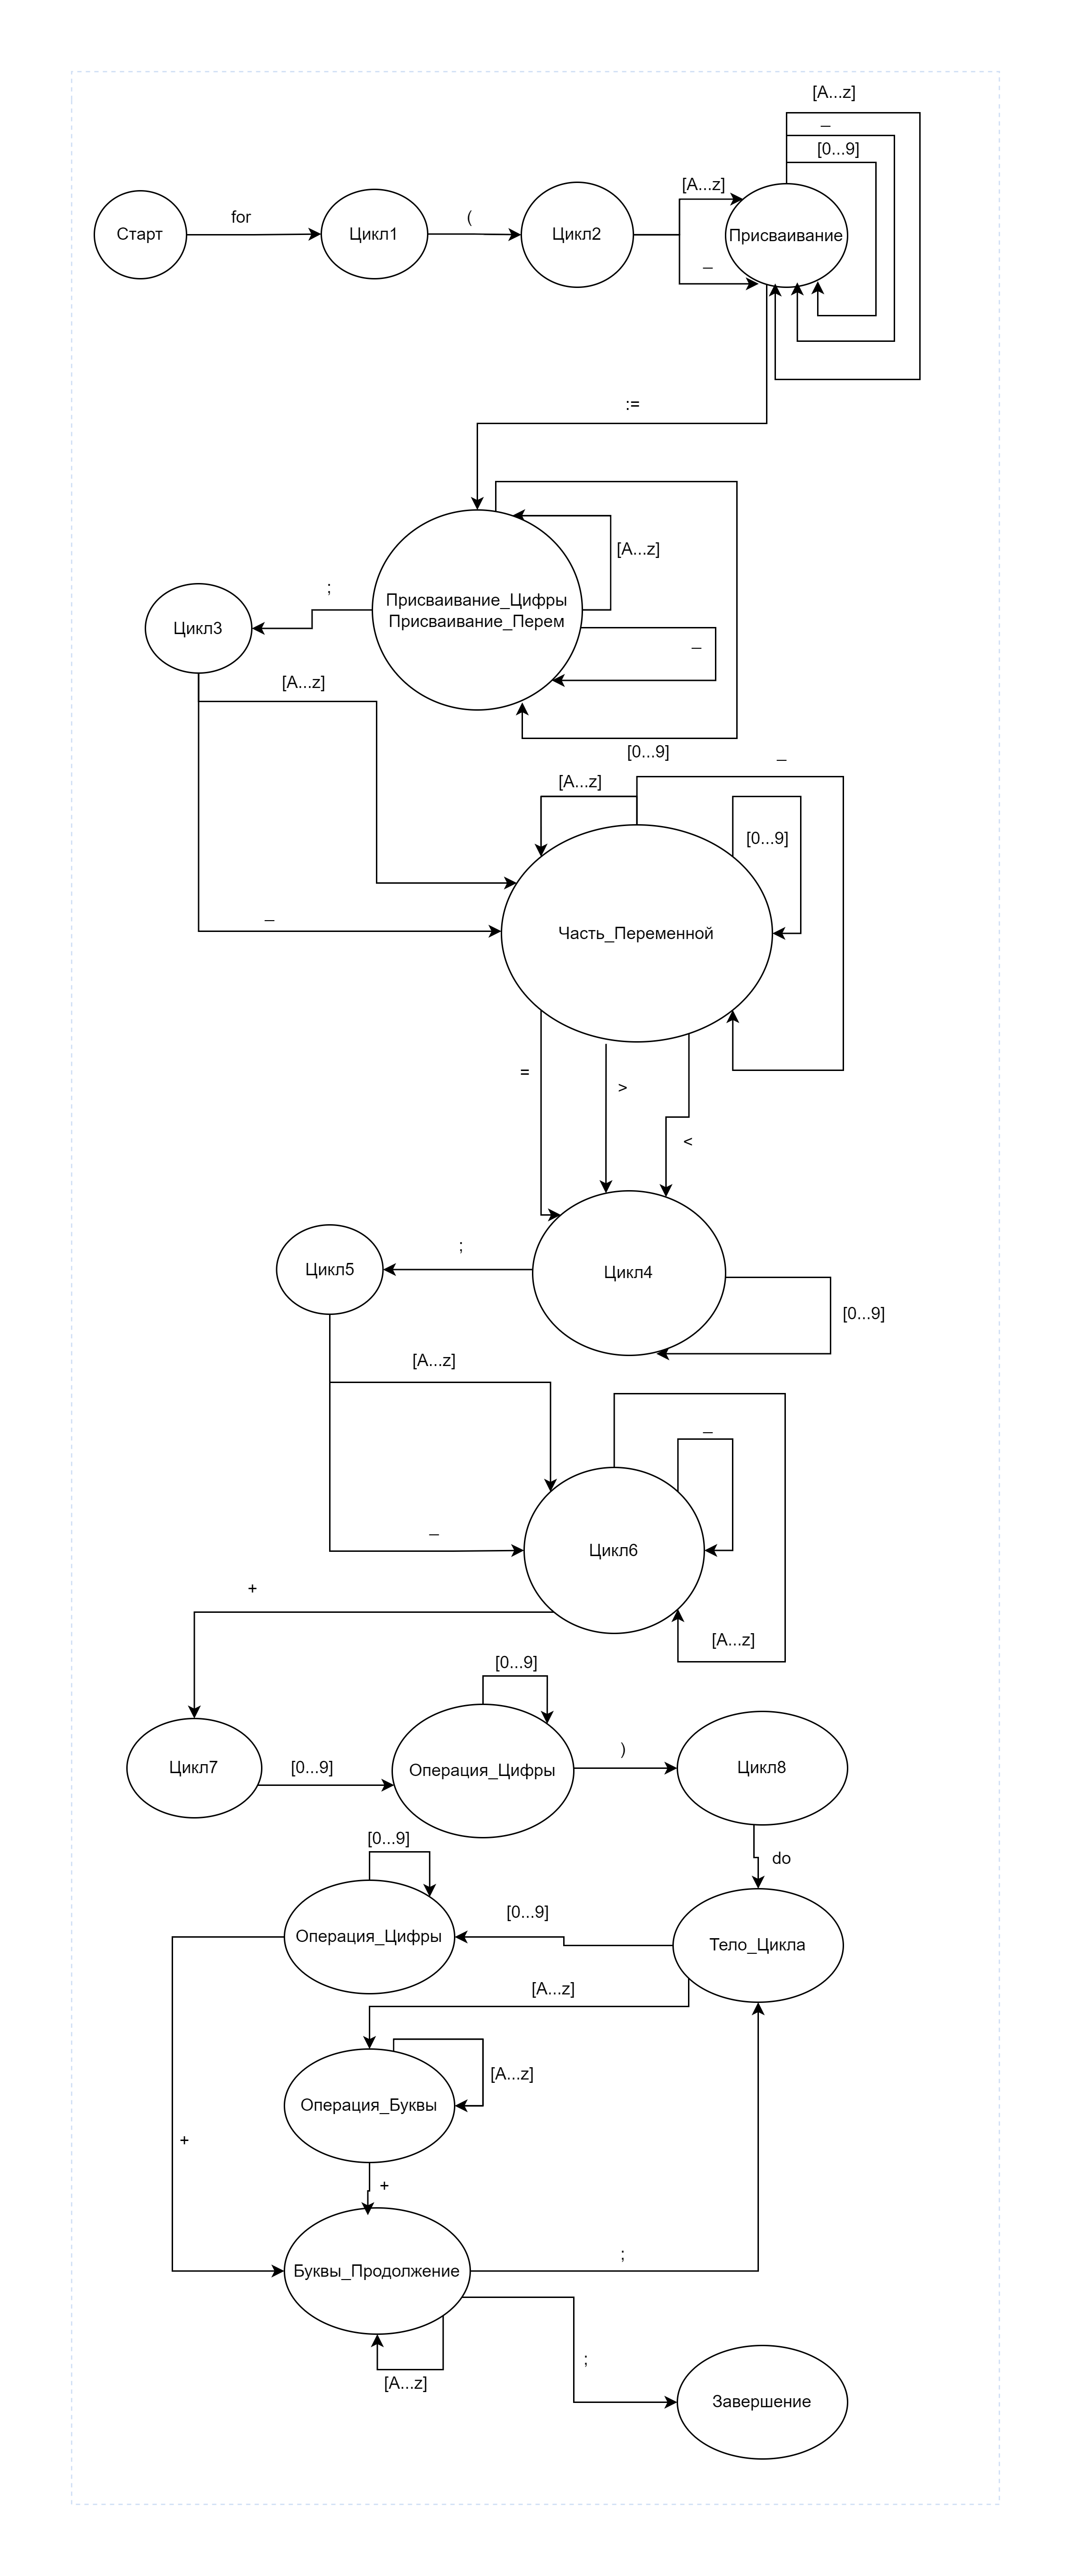 [A...z]
_
[0...9]
Старт
for
Цикл1
(
Цикл2
[A...z]
_
Присваивание
:=
Присваивание_Цифры
Присваивание_Перем
[A...z]
_
[0...9]
;
Цикл3
[A...z]
_
[A...z]
_
[0...9]
Часть_Переменной
=
>
<
Цикл4
[0...9]
;
Цикл5
[A...z]
_
_
Цикл6
[A...z]
+
Цикл7
[0...9]
[0...9]
Операция_Цифры
)
Цикл8
do
[0...9]
Операция_Цифры
[0...9]
Тело_Цикла
[A...z]
Операция_Буквы
[A...z]
+
+
Буквы_Продолжение
;
[A...z]
;
Завершение